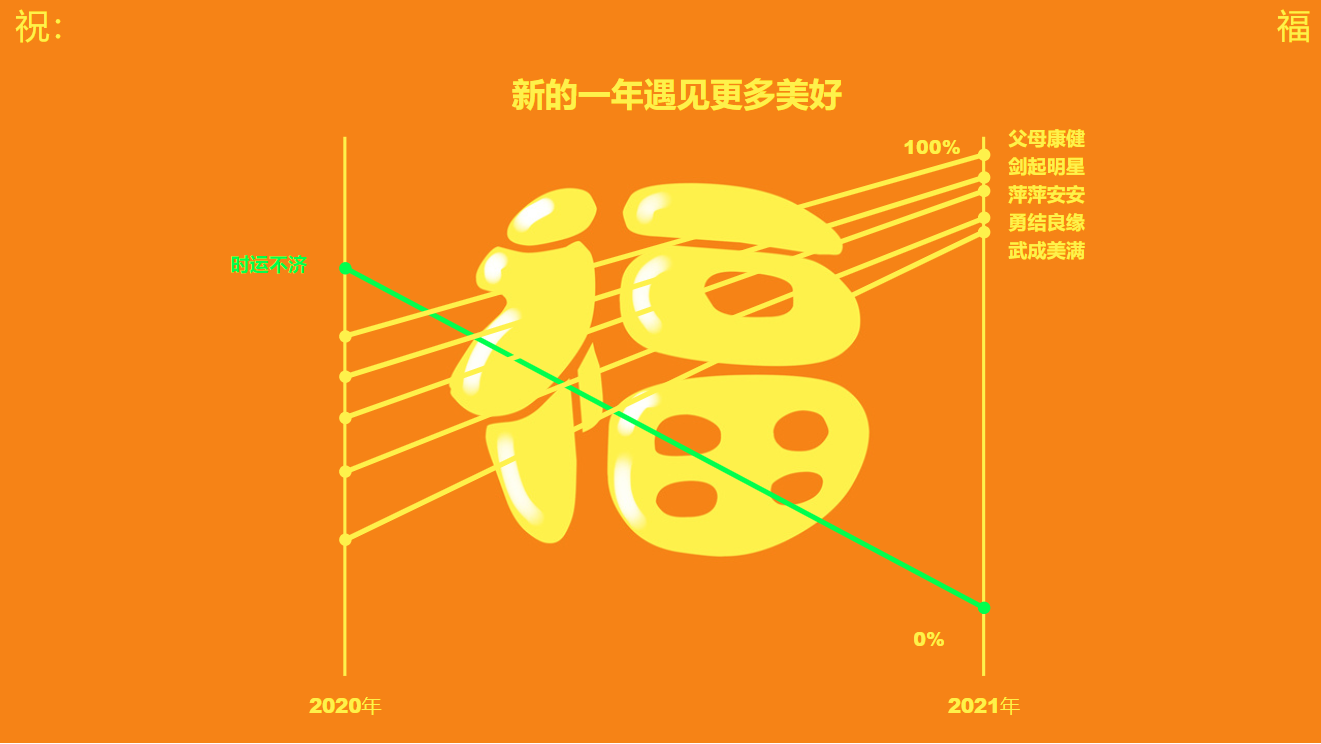 祝：
福
新的一年遇见更多美好
100%
父母康健
剑起明星
萍萍安安
勇结良缘
武成美满
时运不济
福
0%
2020年
2021年